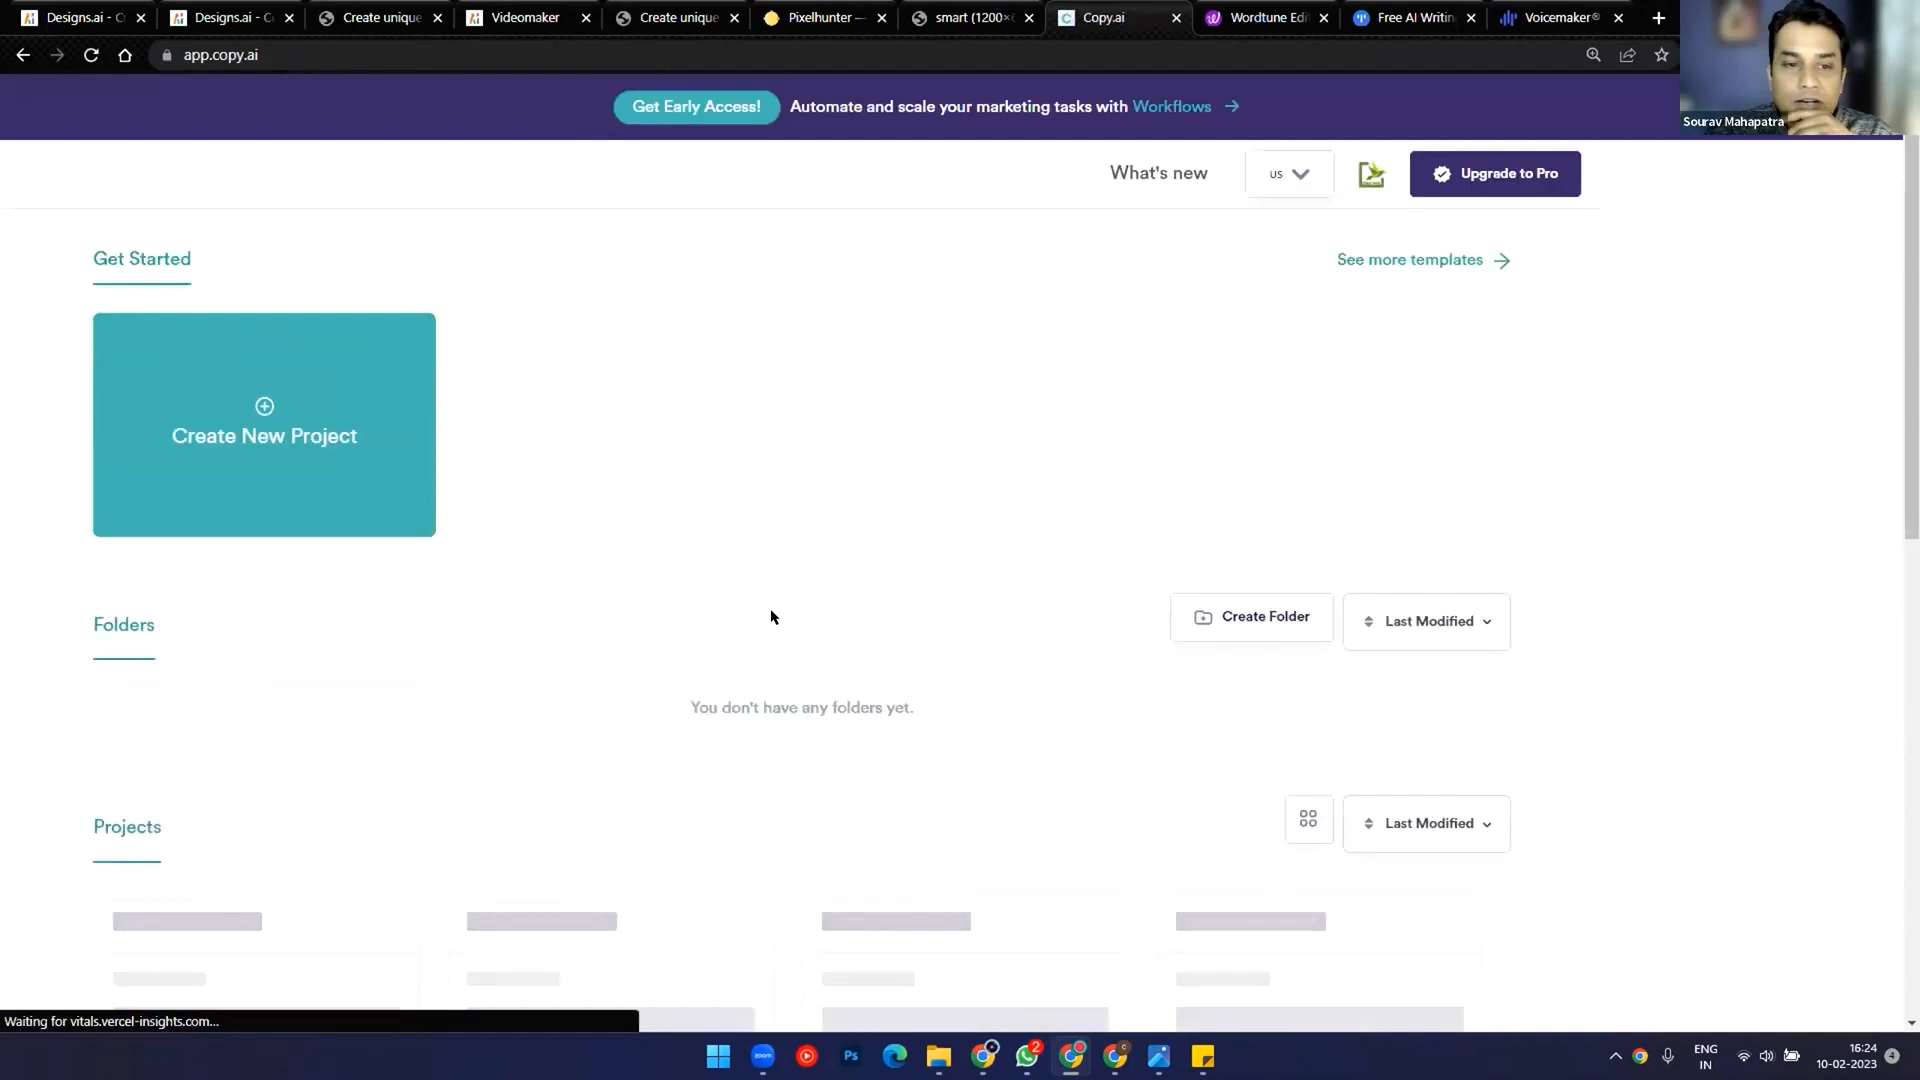 Designs.ai - C
Designs.ai - C
Create unique
Videomaker
Create unique
Pixelhunter —
smart (1200×
Copy.ai
Wordtune Edi
Free AI Writin
Voicemaker®
app.copy.ai
Get Early Access! Automate and scale your marketing tasks with Workflows →
Sourav Mahapatra
What's new
US
Upgrade to Pro
Get Started
See more templates →
Create New Project
Folders
Create Folder
Last Modified
You don't have any folders yet.
Projects
Last Modified
Waiting for vitals.vercel-insights.com...
zoom
Ps
2
C
ENG
IN
16:24
10-02-2023
4